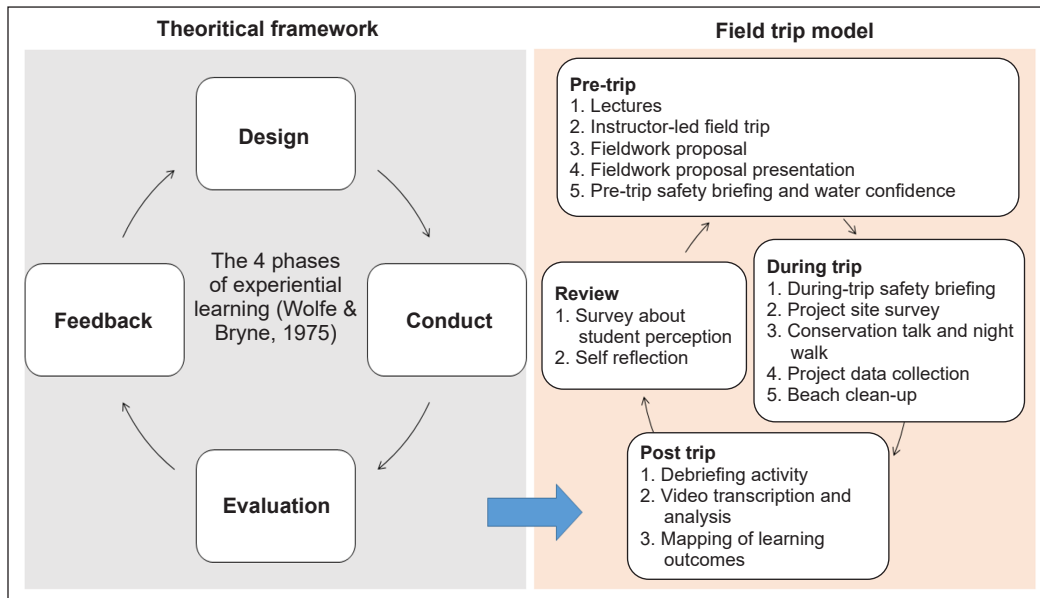 Theoritical framework
Design
The 4 phases
of experiential
learning (Wolfe &
Bryne, 1975)
Feedback
Conduct
Evaluation
Field trip model
Pre-trip
1. Lectures
2. Instructor-led field trip
3. Fieldwork proposal
4. Fieldwork proposal presentation
5. Pre-trip safety briefing and water confidence
During trip
1. During-trip safety briefing
2. Project site survey
3. Conservation talk and night
walk
4. Project data collection
5. Beach clean-up
Review
1. Survey about
student perception
2. Self reflection
Post trip
1. Debriefing activity
2. Video transcription and
analysis
3. Mapping of learning
outcomes